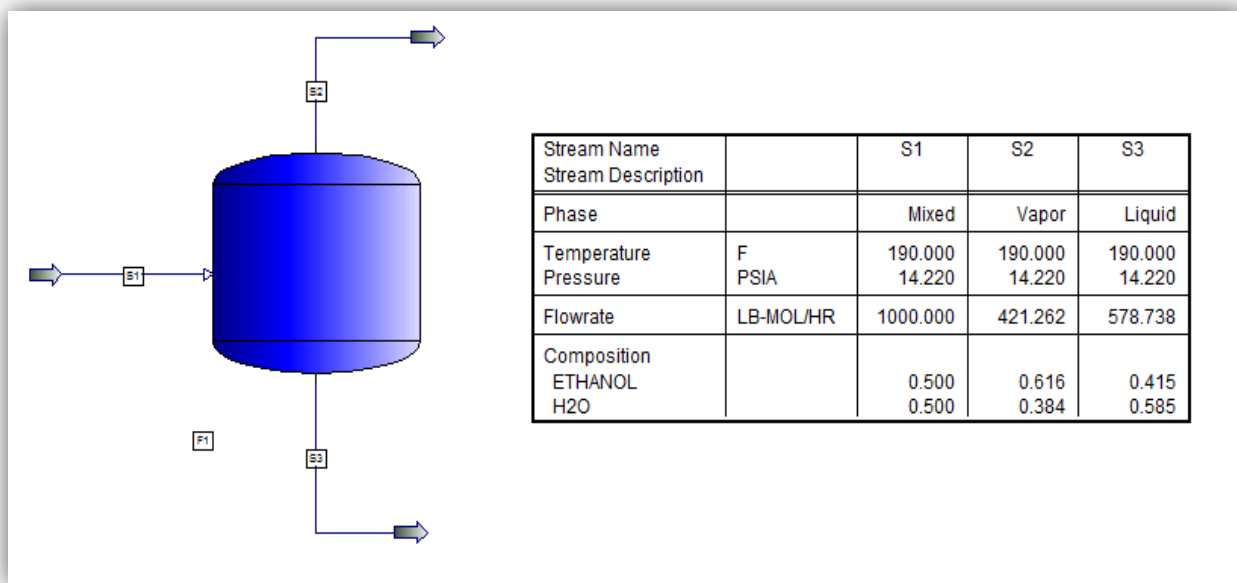 S2
S1
F1
S3
Stream Name S1 S2 S3
Stream Description
Phase Mixed Vapor Liquid
Temperature F 190.000 190.000 190.000
Pressure PSIA 14.220 14.220 14.220
Flowrate LB-MOL/HR 1000.000 421.262 578.738
Composition
ETHANOL 0.500 0.616 0.415
H2O 0.500 0.384 0.585